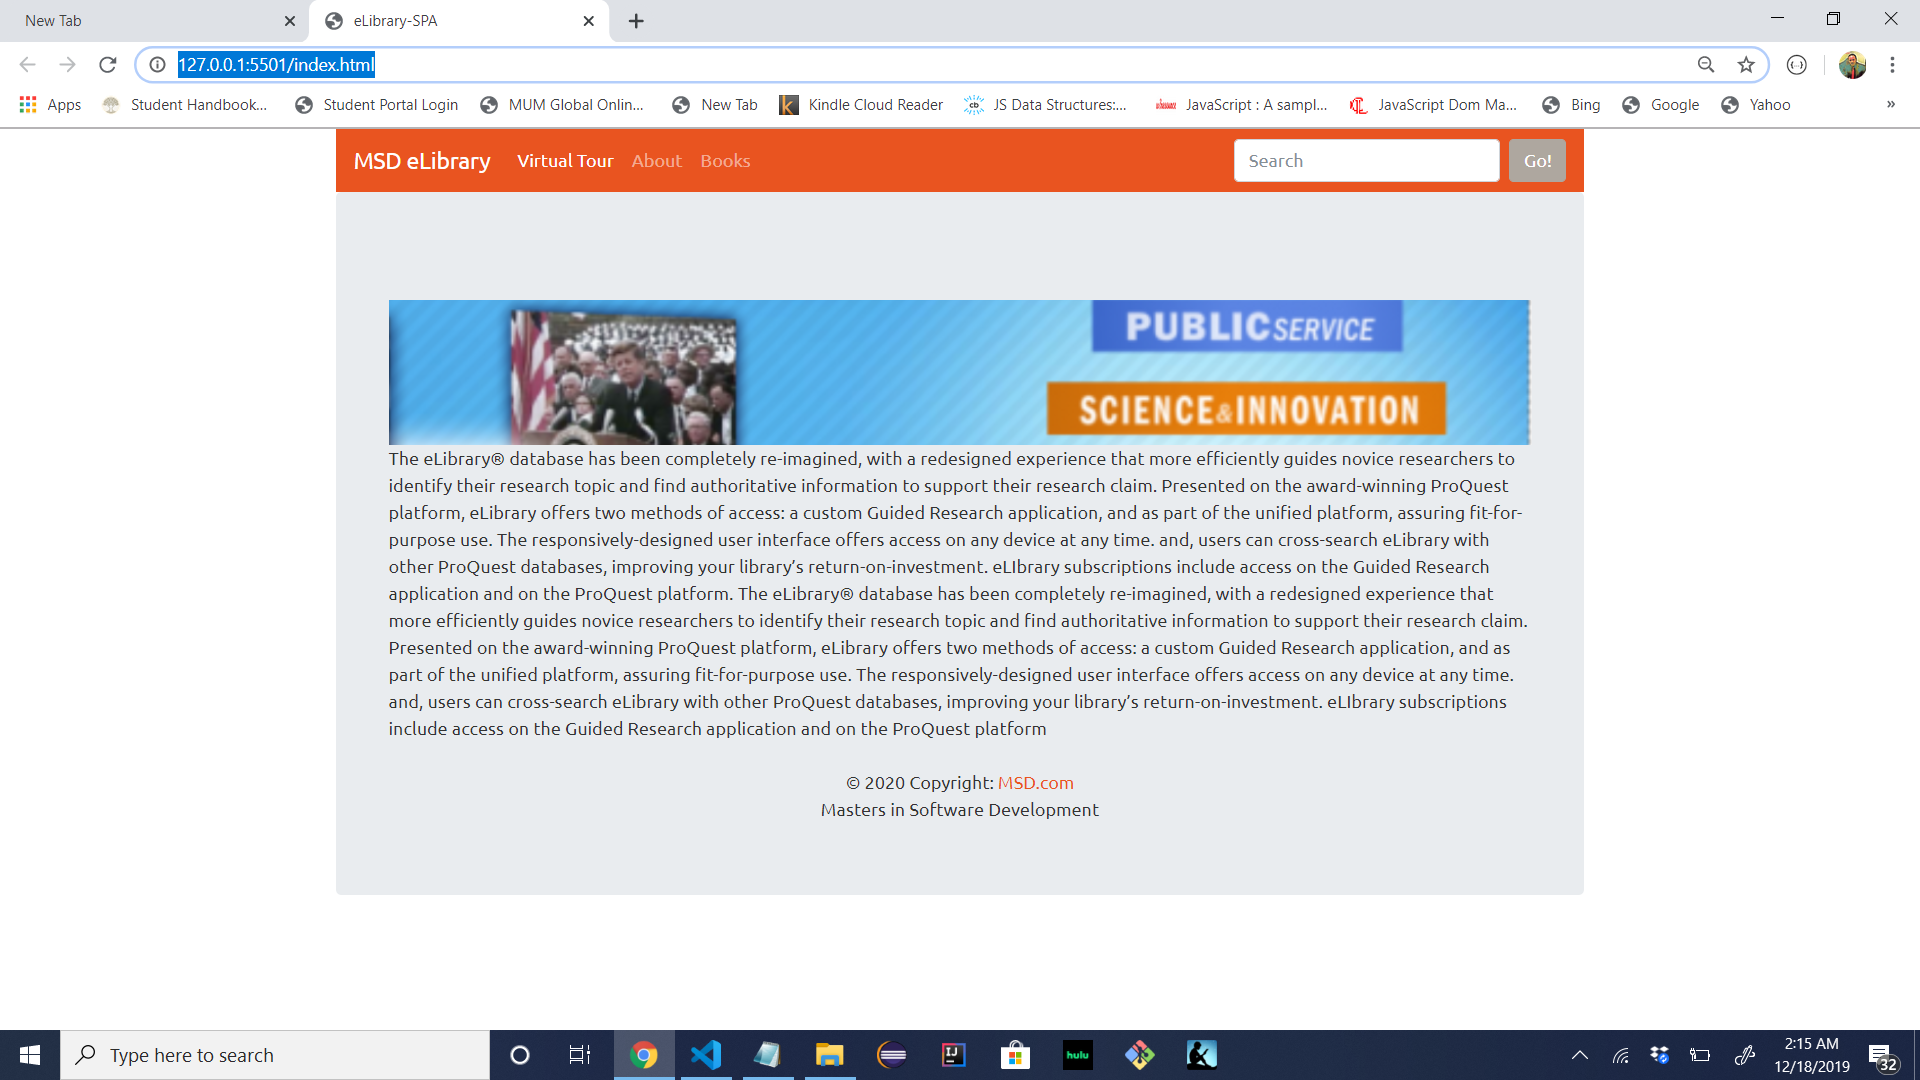 New Tab
eLibrary-SPA
127.0.0.1:5501/index.html
Apps
Student Handbook...
Student Portal Login
MUM Global Onlin...
New Tab
Kindle Cloud Reader
JS Data Structures:...
JavaScript : A sampl...
JavaScript Dom Ma...
Bing
Google
Yahoo
»
MSD eLibrary
Virtual Tour
About
Books
Search
Go!
PUBLIC SERVICE
SCIENCE & INNOVATION
The eLibrary® database has been completely re-imagined, with a redesigned experience that more efficiently guides novice researchers to
identify their research topic and find authoritative information to support their research claim. Presented on the award-winning ProQuest
platform, eLibrary offers two methods of access: a custom Guided Research application, and as part of the unified platform, assuring fit-for-
purpose use. The responsively-designed user interface offers access on any device at any time. and, users can cross-search eLibrary with
other ProQuest databases, improving your library’s return-on-investment. eLIbrary subscriptions include access on the Guided Research
application and on the ProQuest platform. The eLibrary® database has been completely re-imagined, with a redesigned experience that
more efficiently guides novice researchers to identify their research topic and find authoritative information to support their research claim.
Presented on the award-winning ProQuest platform, eLibrary offers two methods of access: a custom Guided Research application, and as
part of the unified platform, assuring fit-for-purpose use. The responsively-designed user interface offers access on any device at any time.
and, users can cross-search eLibrary with other ProQuest databases, improving your library’s return-on-investment. eLIbrary subscriptions
include access on the Guided Research application and on the ProQuest platform
© 2020 Copyright: MSD.com
Masters in Software Development
Type here to search
hulu
2:15 AM
12/18/2019
32